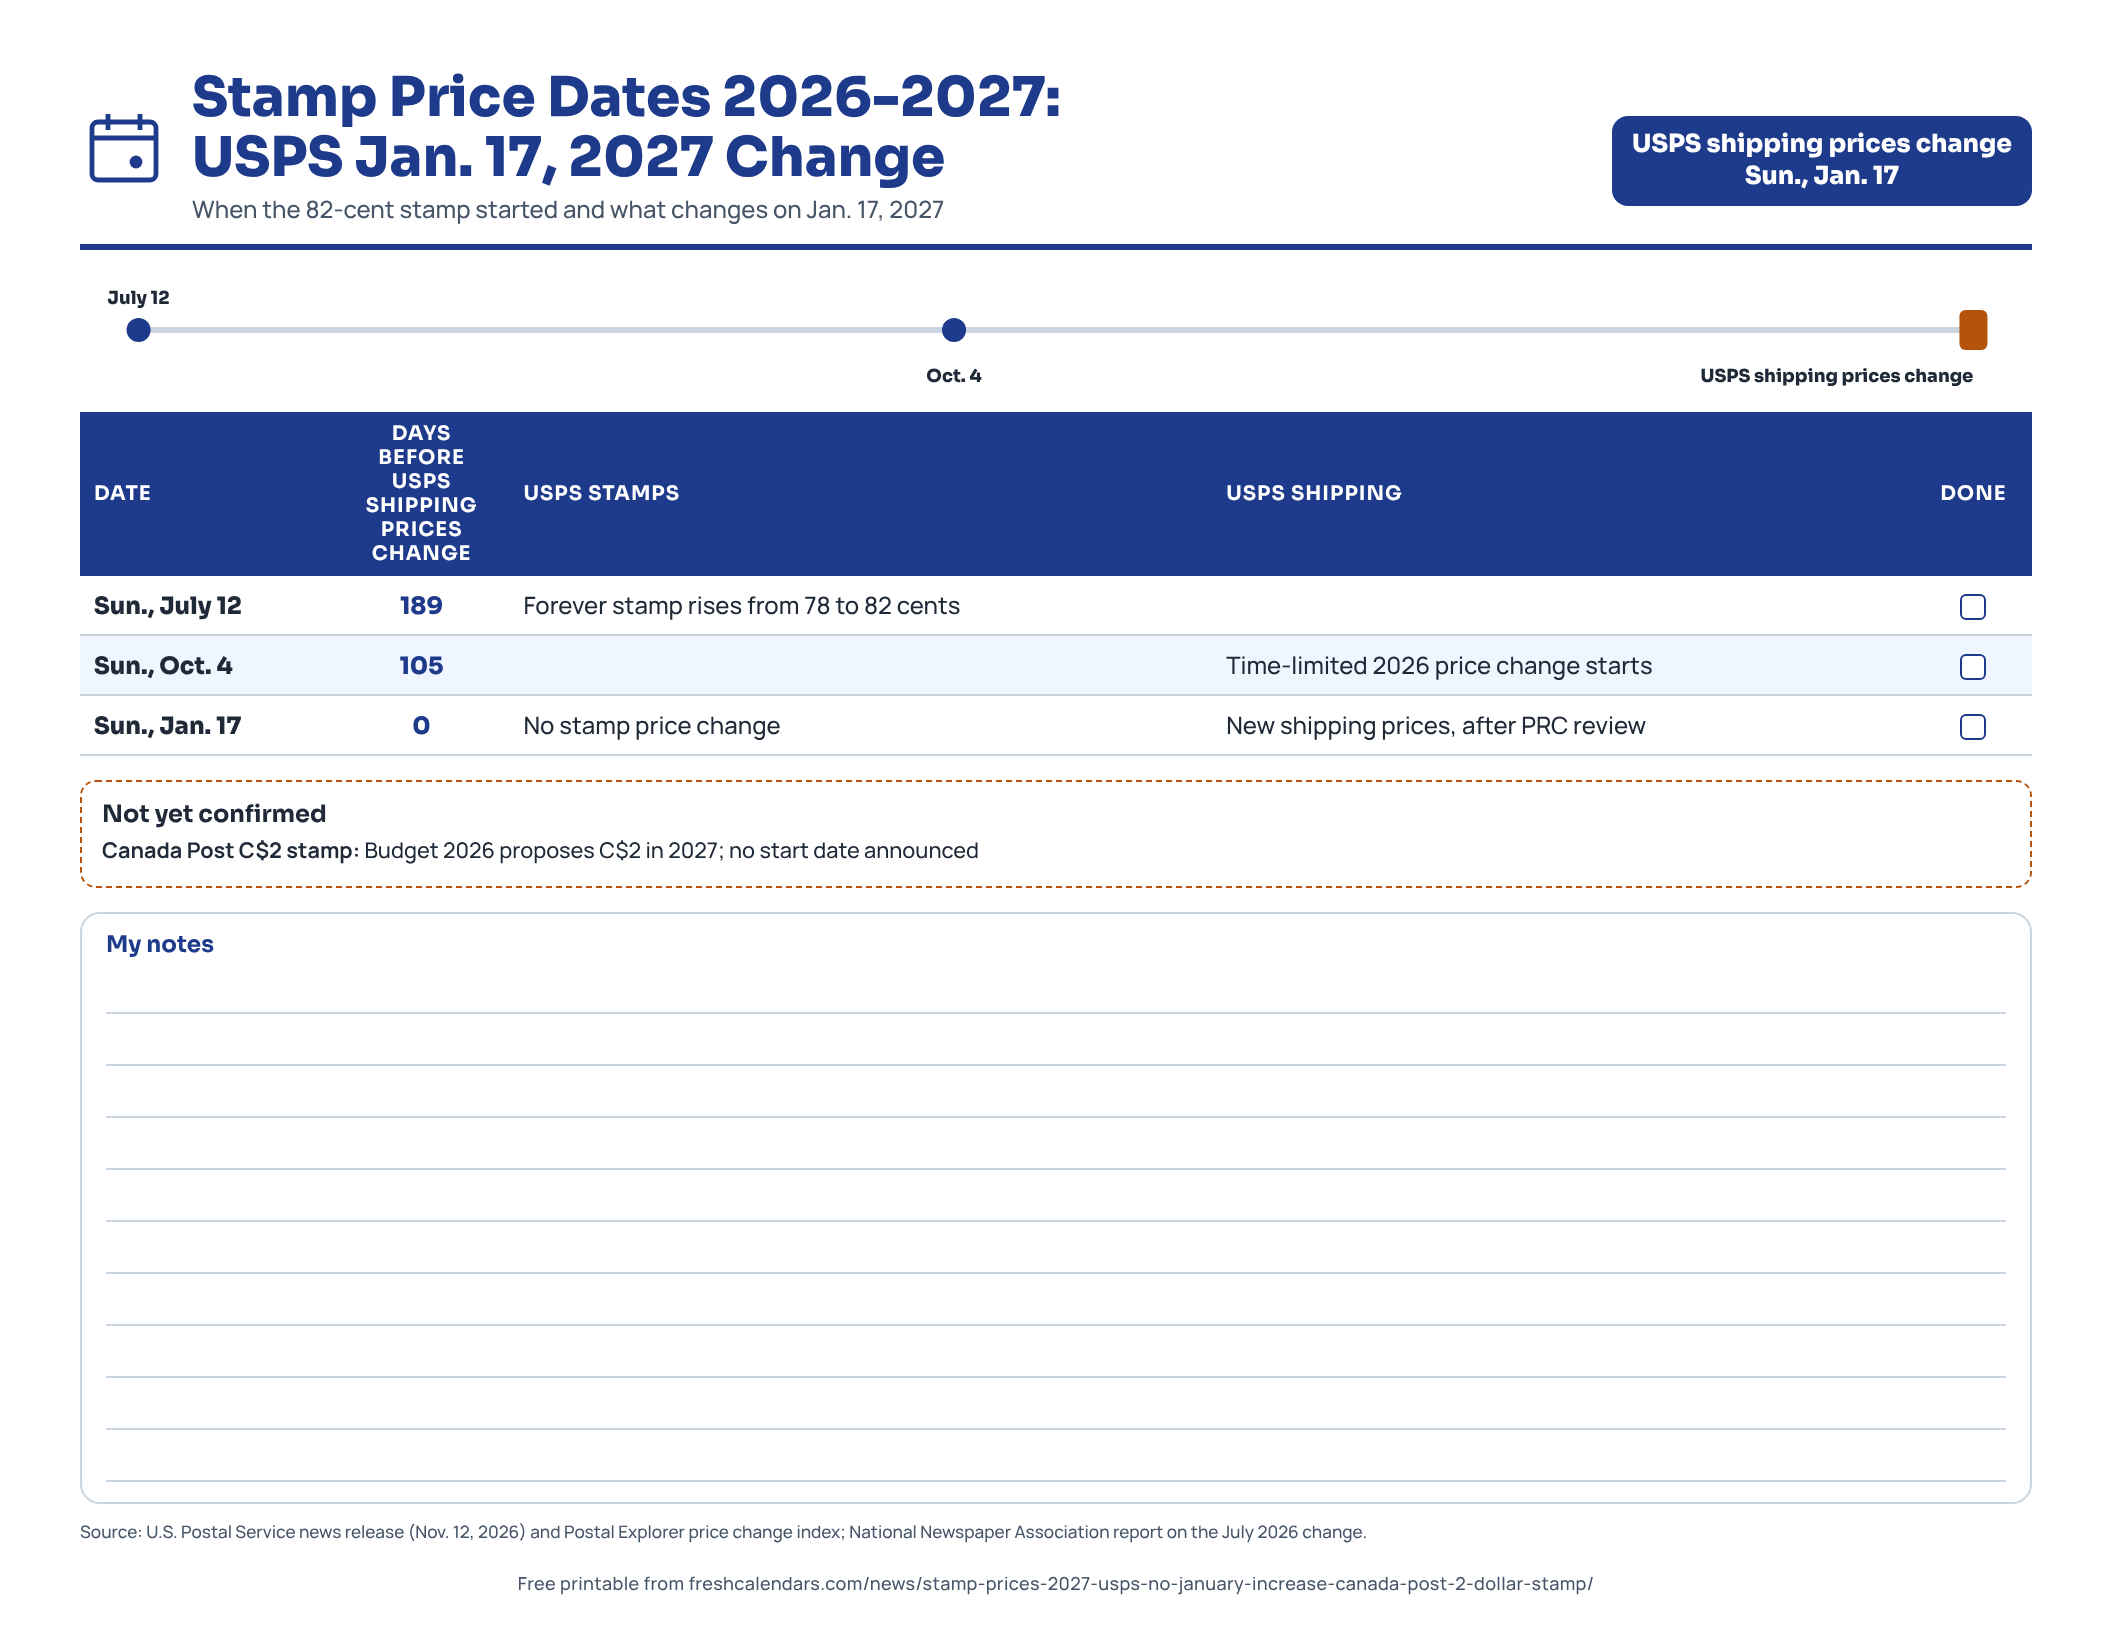 Stamp Price Dates 2026–2027:
USPS Jan. 17, 2027 Change
When the 82-cent stamp started and what changes on Jan. 17, 2027
USPS shipping prices change
Sun., Jan. 17
July 12
Oct. 4
USPS shipping prices change
DATE
DAYS
BEFORE
USPS
SHIPPING
PRICES
CHANGE
USPS STAMPS
USPS SHIPPING
DONE
Sun., July 12 189 Forever stamp rises from 78 to 82 cents
Sun., Oct. 4 105 Time-limited 2026 price change starts
Sun., Jan. 17 0 No stamp price change New shipping prices, after PRC review
Not yet confirmed
Canada Post C$2 stamp: Budget 2026 proposes C$2 in 2027; no start date announced
My notes
Source: U.S. Postal Service news release (Nov. 12, 2026) and Postal Explorer price change index; National Newspaper Association report on the July 2026 change.
Free printable from freshcalendars.com/news/stamp-prices-2027-usps-no-january-increase-canada-post-2-dollar-stamp/